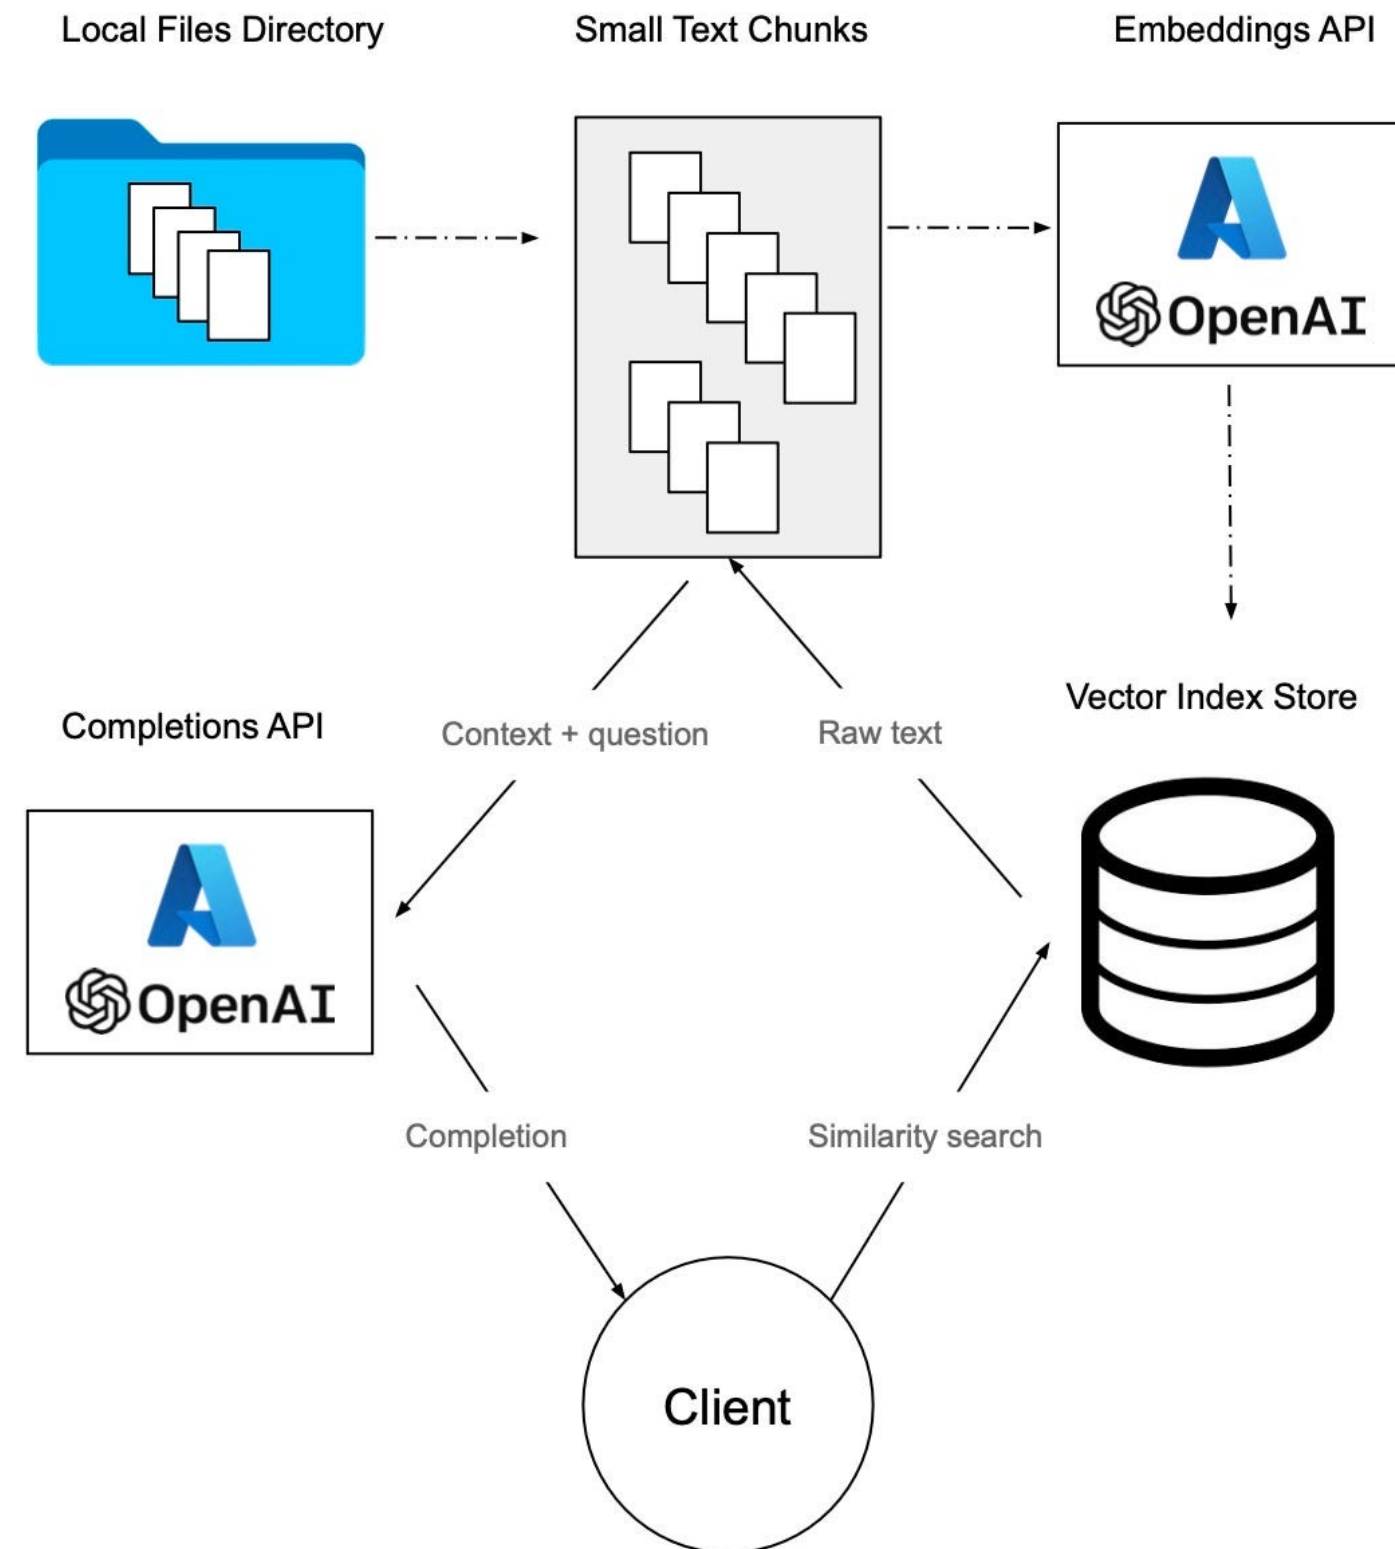 Local Files Directory
Small Text Chunks
Embeddings API
OpenAI
Vector Index Store
Completions API
Context + question
Raw text
OpenAI
Completion
Similarity search
Client